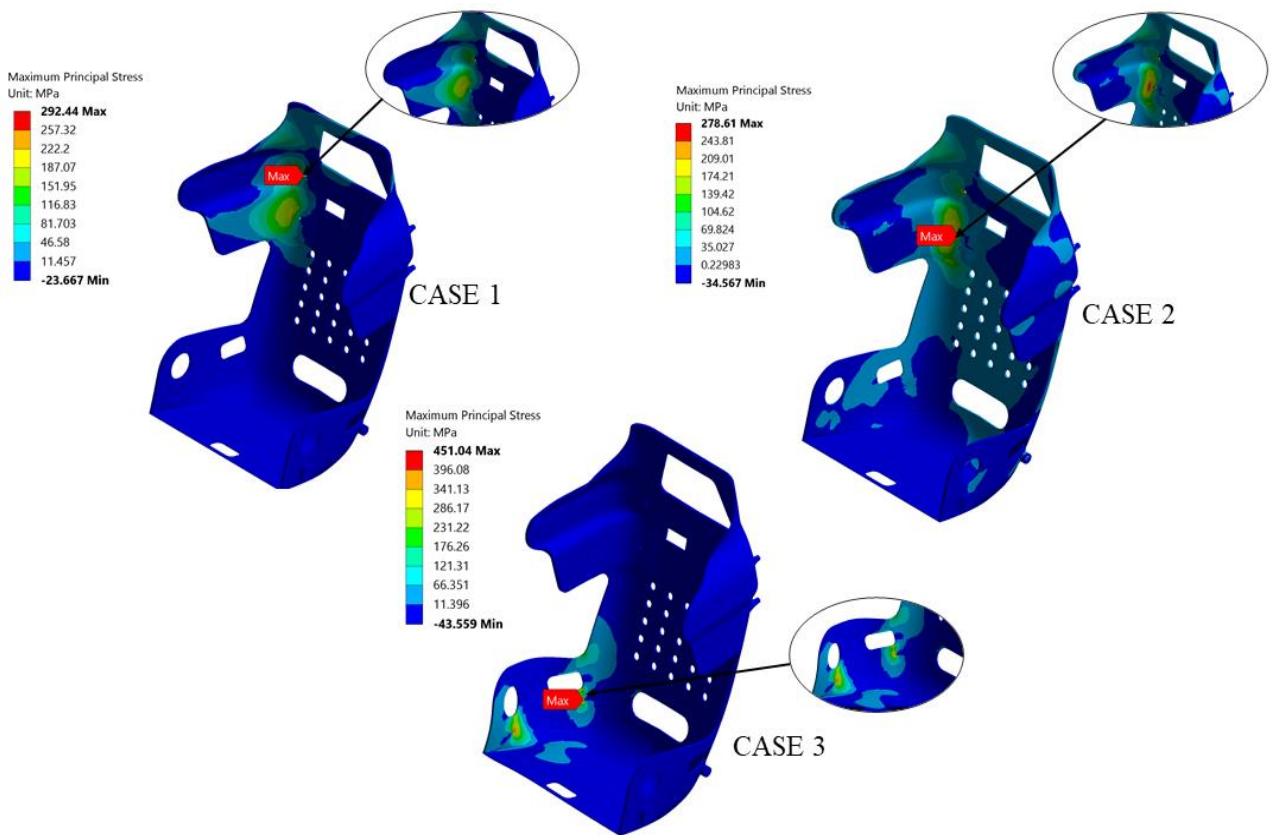 Maximum Principal Stress
Unit: MPa
292.44 Max
257.32
222.2
187.07
151.95
116.83
81.703
46.58
11.457
-23.667 Min
Max
CASE 1
Maximum Principal Stress
Unit: MPa
278.61 Max
243.81
209.01
174.21
139.42
104.62
69.824
35.027
0.22983
-34.567 Min
Max
CASE 2
Maximum Principal Stress
Unit: MPa
451.04 Max
396.08
341.13
286.17
231.22
176.26
121.31
66.351
11.396
-43.559 Min
Max
CASE 3